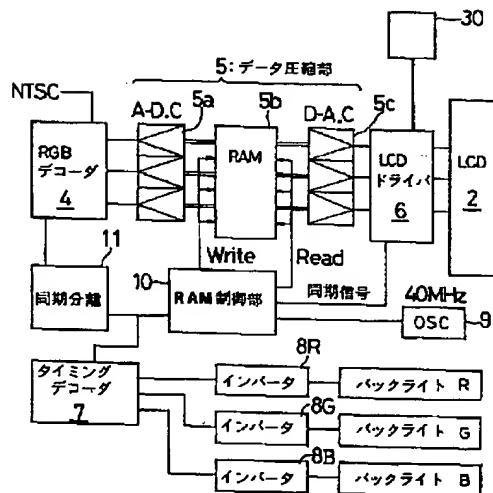 30
5:データ圧縮部
NTSC
A-D.C
5a
5b
D-A.C
5c
RGB
デコーダ
4
RAM
LCD
ドライバ
6
LCD
2
11
Write
Read
同期分離
10
RAM制御部
同期信号
40MHz
OSC
9
タイミング
デコーダ
7
8R
インバータ
バックライト R
8G
インバータ
バックライト G
8B
インバータ
バックライト B